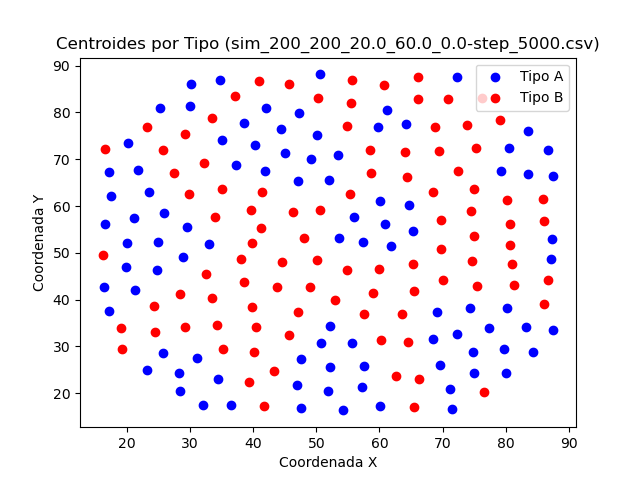 Centroides por Tipo (sim_200_200_20.0_60.0_0.0-step_5000.csv)
Tipo A
Tipo B
90
80
70
60
50
40
30
20
Coordenada Y
20 30 40 50 60 70 80 90
Coordenada X